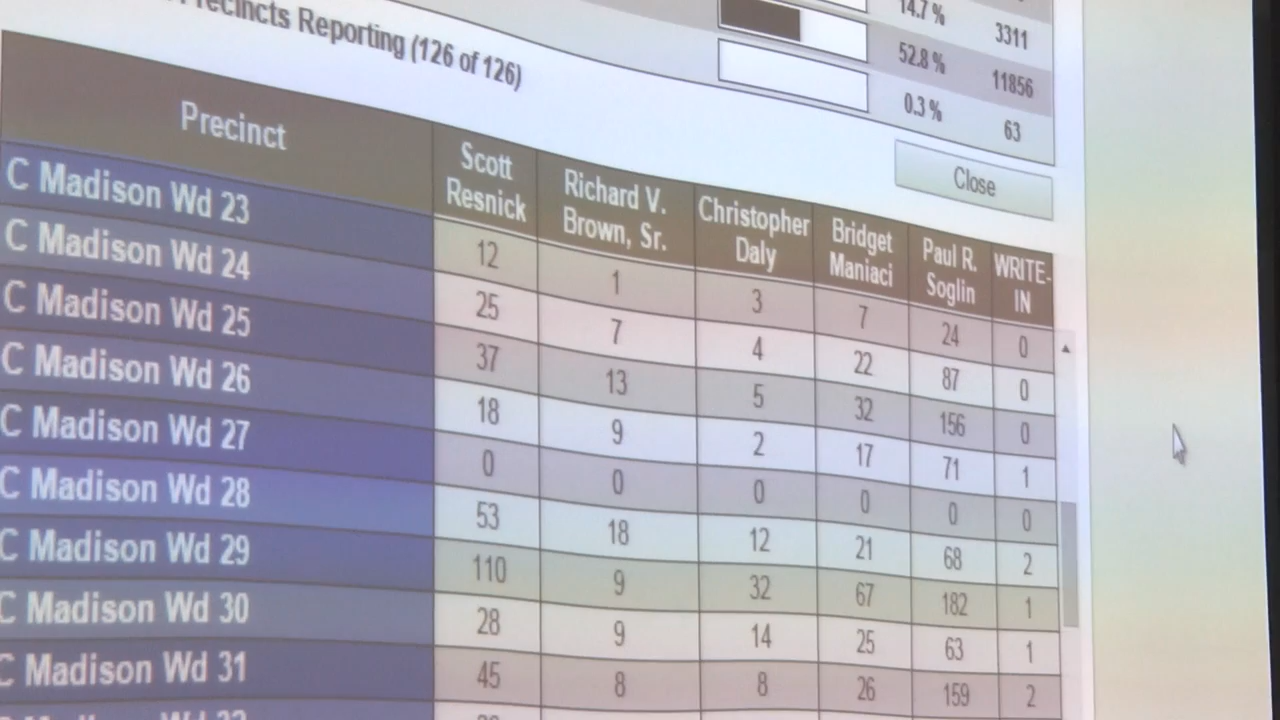 14.7 % 3311
52.8 % 11856
0.3 % 63
Precincts Reporting (126 of 126)
Close
Precinct Scott Resnick Richard V. Brown, Sr. Christopher Daly Bridget Maniaci Paul R. Soglin WRITE-IN
C Madison Wd 23 12 1 3 7 24 0
C Madison Wd 24 25 7 4 22 87 0
C Madison Wd 25 37 13 5 32 156 0
C Madison Wd 26 18 9 2 17 71 1
C Madison Wd 27 0 0 0 0 0 0
C Madison Wd 28 53 18 12 21 68 2
C Madison Wd 29 110 9 32 67 182 1
C Madison Wd 30 28 9 14 25 63 1
C Madison Wd 31 45 8 8 26 159 2